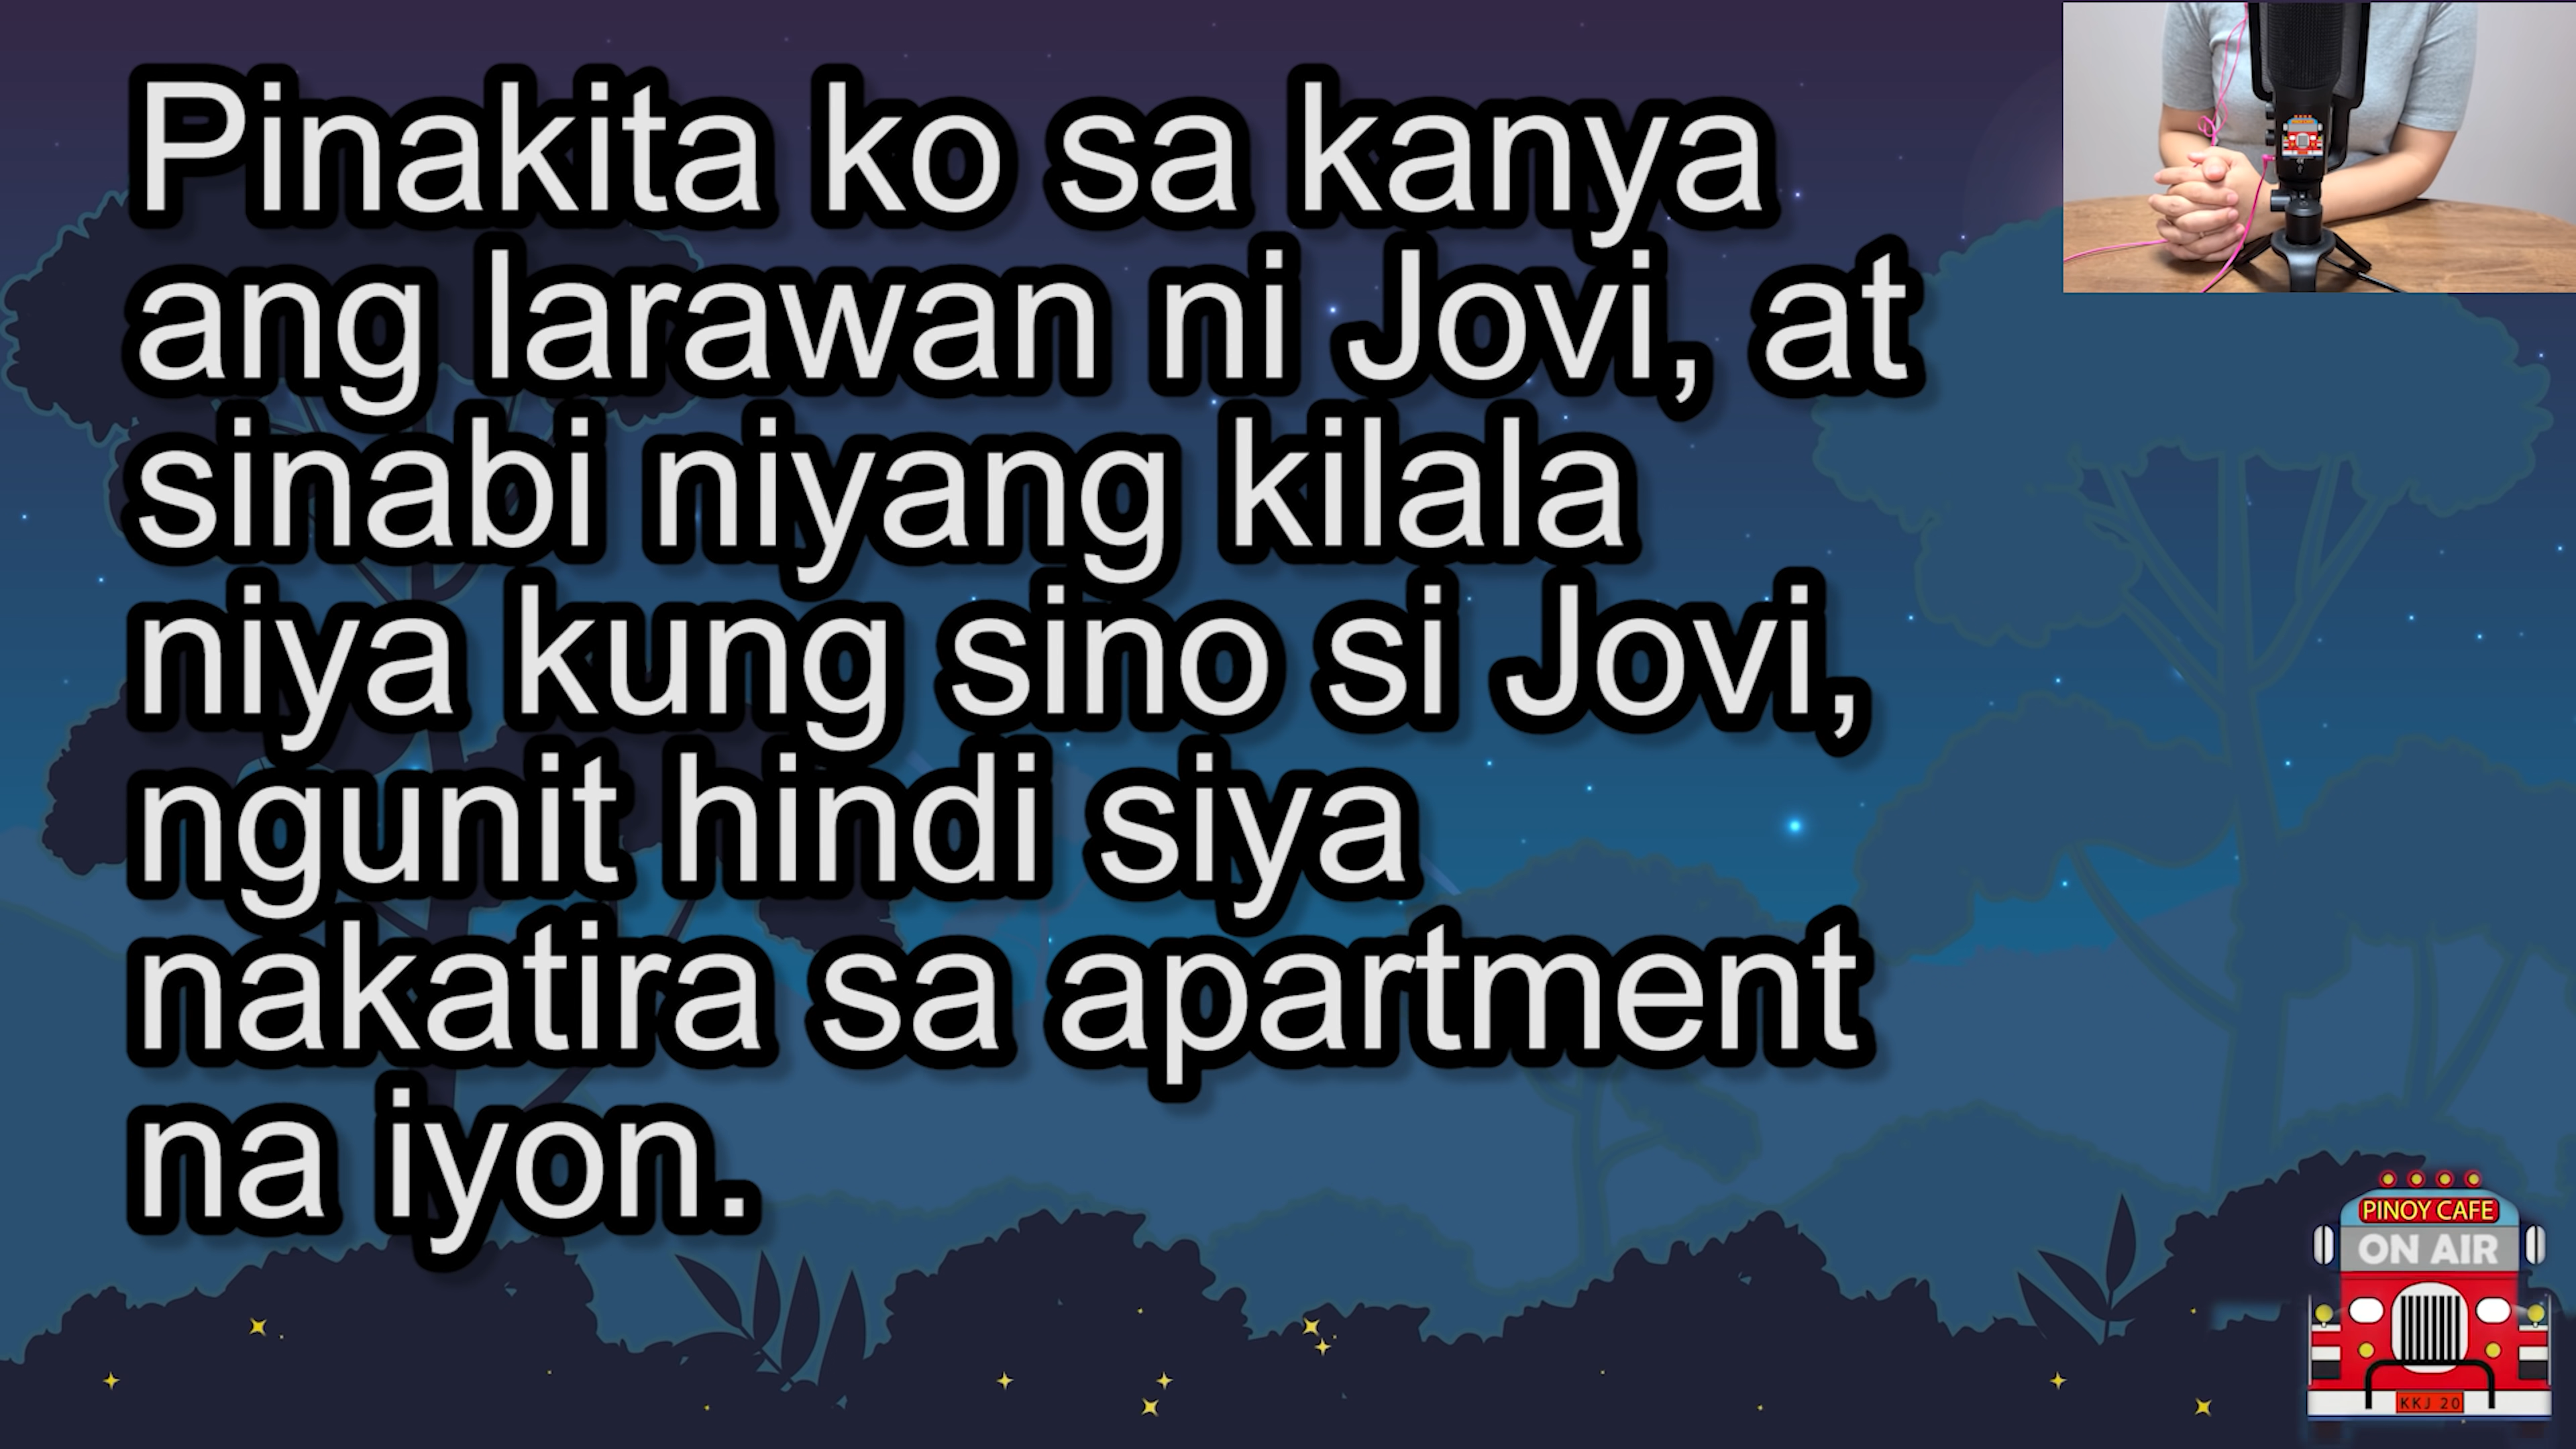 Pinakita ko sa kanya
ang larawan ni Jovi, at
sinabi niyang kilala
niya kung sino si Jovi,
ngunit hindi siya
nakatira sa apartment
na iyon.
PINOY CAFE
ON AIR
KKJ 20